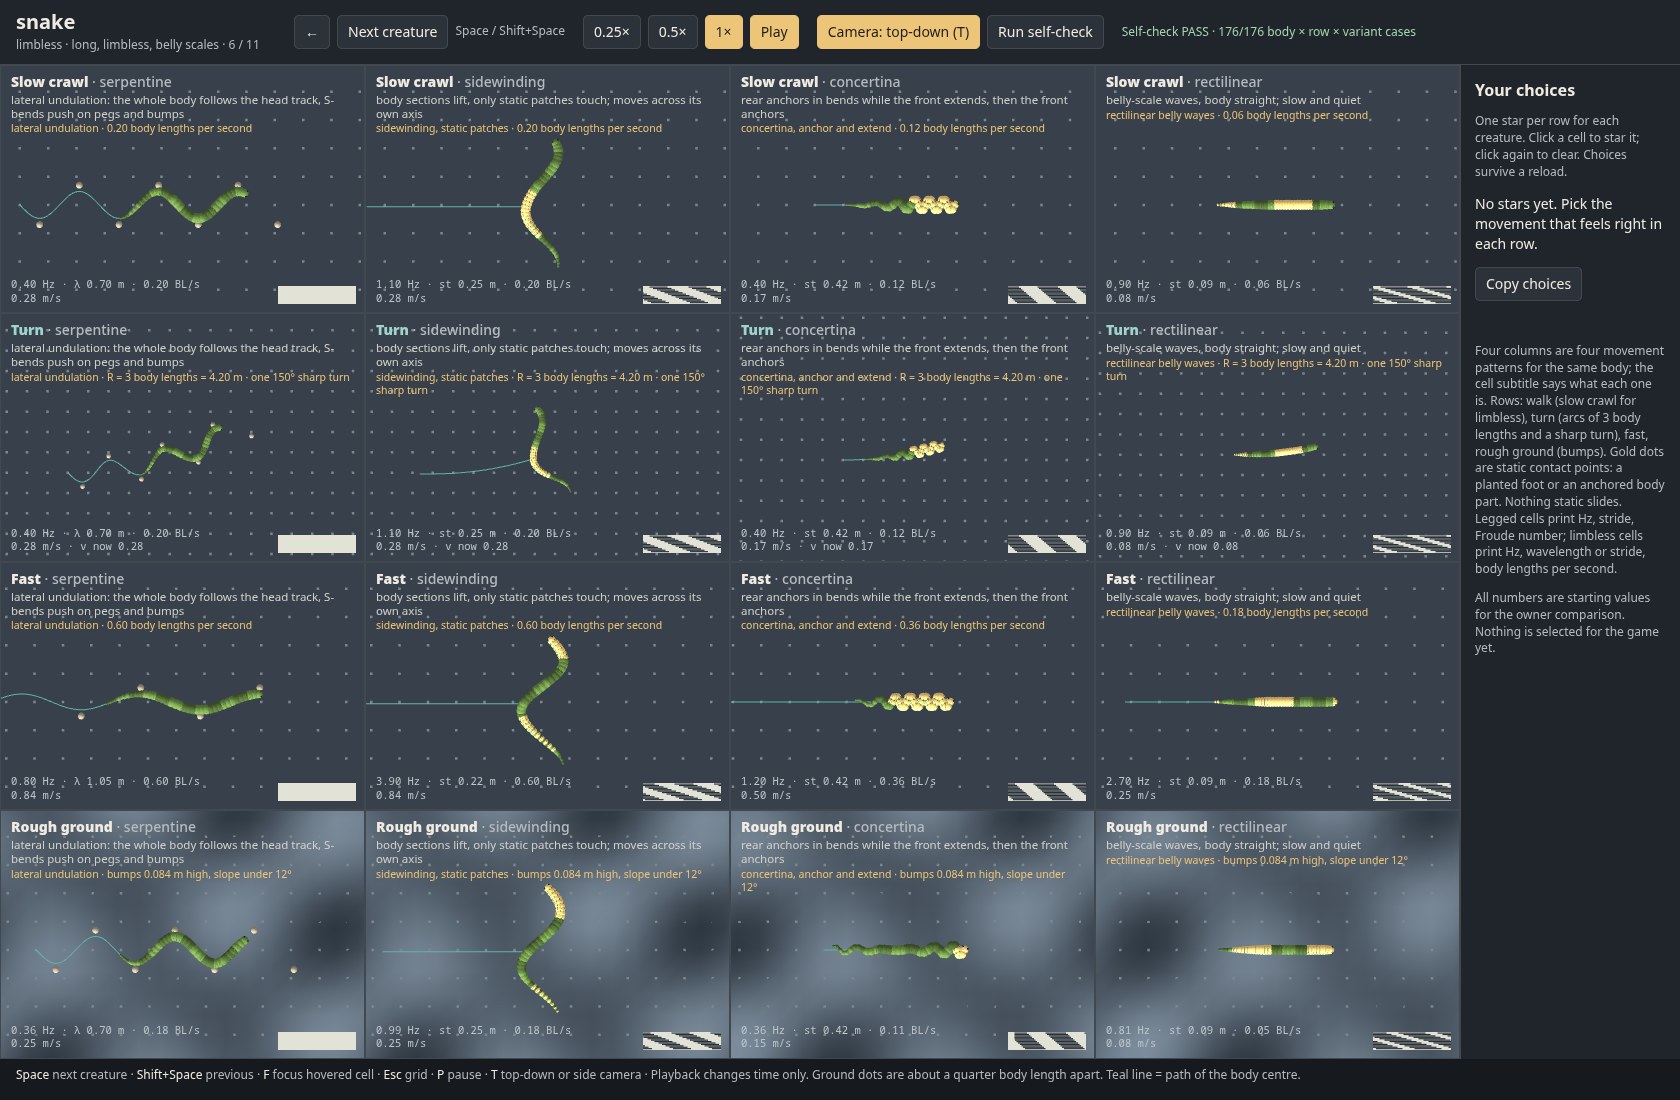 snake
limbless · long, limbless, belly scales · 6 / 11
←
Next creature
Space / Shift+Space
0.25×
0.5×
1×
Play
Camera: top-down (T)
Run self-check
Self-check PASS · 176/176 body × row × variant cases
Slow crawl · serpentine
lateral undulation: the whole body follows the head track, S-
bends push on pegs and bumps
lateral undulation · 0.20 body lengths per second
0.40 Hz · λ 0.70 m · 0.20 BL/s
0.28 m/s
Slow crawl · sidewinding
body sections lift, only static patches touch; moves across its
own axis
sidewinding, static patches · 0.20 body lengths per second
1.10 Hz · st 0.25 m · 0.20 BL/s
0.28 m/s
Slow crawl · concertina
rear anchors in bends while the front extends, then the front
anchors
concertina, anchor and extend · 0.12 body lengths per second
0.40 Hz · st 0.42 m · 0.12 BL/s
0.17 m/s
Slow crawl · rectilinear
belly-scale waves, body straight; slow and quiet
rectilinear belly waves · 0.06 body lengths per second
0.90 Hz · st 0.09 m · 0.06 BL/s
0.08 m/s
Turn · serpentine
lateral undulation: the whole body follows the head track, S-
bends push on pegs and bumps
lateral undulation · R = 3 body lengths = 4.20 m · one 150° sharp turn
0.40 Hz · λ 0.70 m · 0.20 BL/s
0.28 m/s · v now 0.28
Turn · sidewinding
body sections lift, only static patches touch; moves across its
own axis
sidewinding, static patches · R = 3 body lengths = 4.20 m · one 150°
sharp turn
1.10 Hz · st 0.25 m · 0.20 BL/s
0.28 m/s · v now 0.28
Turn · concertina
rear anchors in bends while the front extends, then the front
anchors
concertina, anchor and extend · R = 3 body lengths = 4.20 m · one
150° sharp turn
0.40 Hz · st 0.42 m · 0.12 BL/s
0.17 m/s · v now 0.17
Turn · rectilinear
belly-scale waves, body straight; slow and quiet
rectilinear belly waves · R = 3 body lengths = 4.20 m · one 150° sharp
turn
0.90 Hz · st 0.09 m · 0.06 BL/s
0.08 m/s · v now 0.08
Fast · serpentine
lateral undulation: the whole body follows the head track, S-
bends push on pegs and bumps
lateral undulation · 0.60 body lengths per second
0.80 Hz · λ 1.05 m · 0.60 BL/s
0.84 m/s
Fast · sidewinding
body sections lift, only static patches touch; moves across its
own axis
sidewinding, static patches · 0.60 body lengths per second
3.90 Hz · st 0.22 m · 0.60 BL/s
0.84 m/s
Fast · concertina
rear anchors in bends while the front extends, then the front
anchors
concertina, anchor and extend · 0.36 body lengths per second
1.20 Hz · st 0.42 m · 0.36 BL/s
0.50 m/s
Fast · rectilinear
belly-scale waves, body straight; slow and quiet
rectilinear belly waves · 0.18 body lengths per second
2.70 Hz · st 0.09 m · 0.18 BL/s
0.25 m/s
Rough ground · serpentine
lateral undulation: the whole body follows the head track, S-
bends push on pegs and bumps
lateral undulation · bumps 0.084 m high, slope under 12°
0.36 Hz · λ 0.70 m · 0.18 BL/s
0.25 m/s
Rough ground · sidewinding
body sections lift, only static patches touch; moves across its
own axis
sidewinding, static patches · bumps 0.084 m high, slope under 12°
0.99 Hz · st 0.25 m · 0.18 BL/s
0.25 m/s
Rough ground · concertina
rear anchors in bends while the front extends, then the front
anchors
concertina, anchor and extend · bumps 0.084 m high, slope under
12°
0.36 Hz · st 0.42 m · 0.11 BL/s
0.15 m/s
Rough ground · rectilinear
belly-scale waves, body straight; slow and quiet
rectilinear belly waves · bumps 0.084 m high, slope under 12°
0.81 Hz · st 0.09 m · 0.05 BL/s
0.08 m/s
Your choices
One star per row for each
creature. Click a cell to star it;
click again to clear. Choices
survive a reload.
No stars yet. Pick the
movement that feels right in
each row.
Copy choices
Four columns are four movement
patterns for the same body; the
cell subtitle says what each one
is. Rows: walk (slow crawl for
limbless), turn (arcs of 3 body
lengths and a sharp turn), fast,
rough ground (bumps). Gold dots
are static contact points: a
planted foot or an anchored body
part. Nothing static slides.
Legged cells print Hz, stride,
Froude number; limbless cells
print Hz, wavelength or stride,
body lengths per second.
All numbers are starting values
for the owner comparison.
Nothing is selected for the game
yet.
Space next creature · Shift+Space previous · F focus hovered cell · Esc grid · P pause · T top-down or side camera · Playback changes time only. Ground dots are about a quarter body length apart. Teal line = path of the body centre.